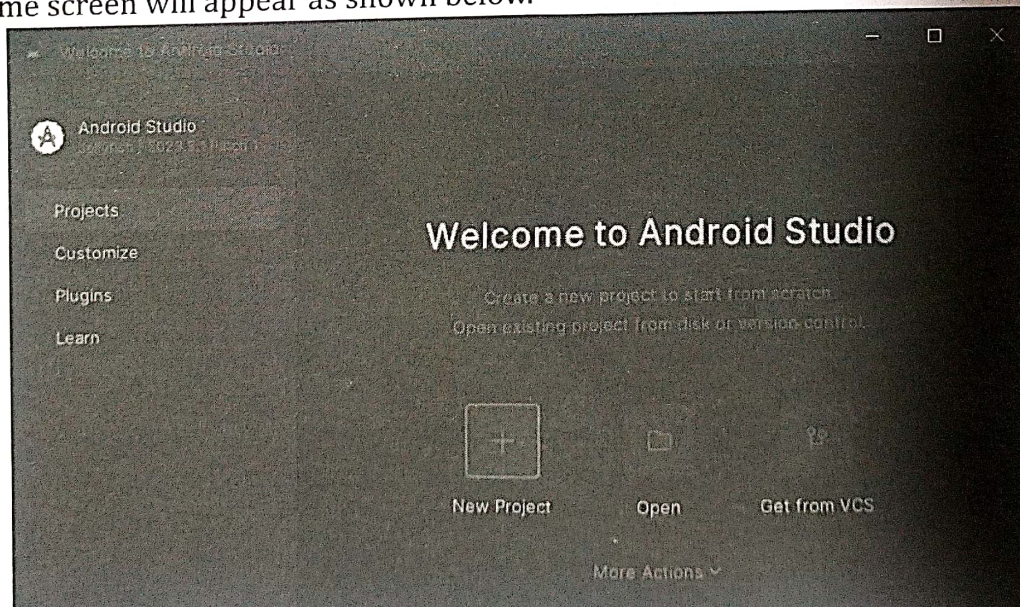 me screen will appear as shown below.
Welcome to Android Studio
Android Studio
Projects
Customize
Plugins
Learn
Welcome to Android Studio
Create a new project to start from scratch.
Open existing project from disk or version control.
New Project
Open
Get from VCS
More Actions